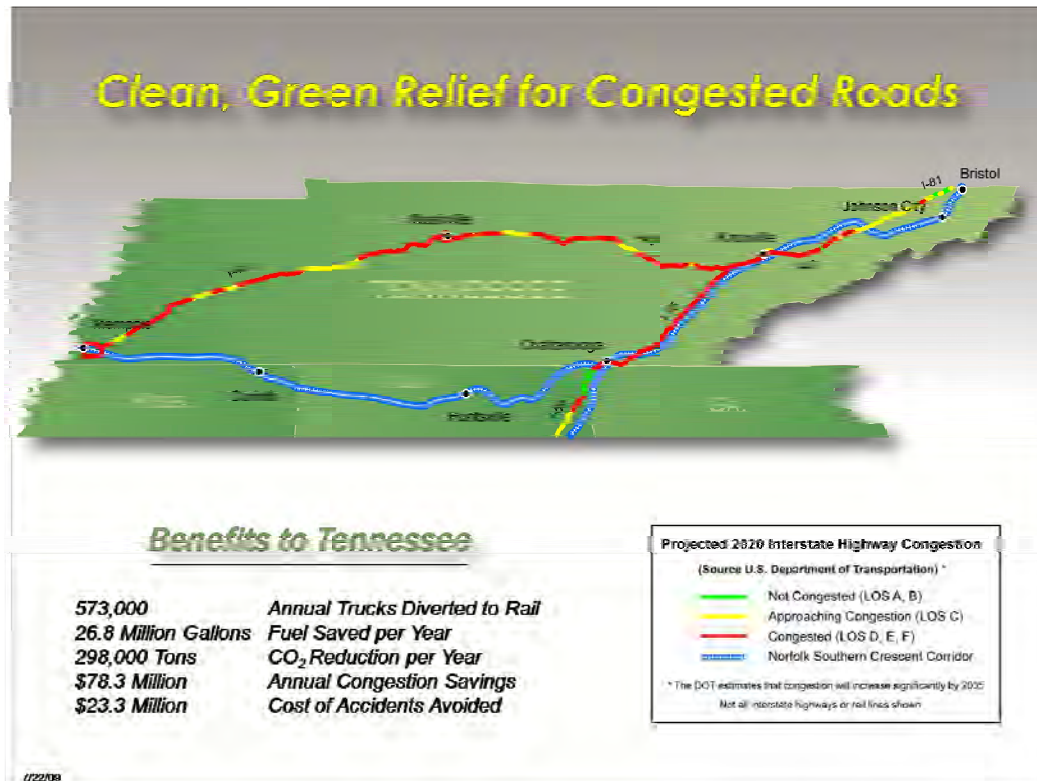 Clean, Green Relief for Congested Roads
I-81
Bristol
Johnson City
Nashville
Knoxville
Memphis
Chattanooga
Huntsville
Benefits to Tennessee
573,000 Annual Trucks Diverted to Rail
26.8 Million Gallons Fuel Saved per Year
298,000 Tons CO₂ Reduction per Year
$78.3 Million Annual Congestion Savings
$23.3 Million Cost of Accidents Avoided
Projected 2020 Interstate Highway Congestion
(Source U.S. Department of Transportation) *
Not Congested (LOS A, B)
Approaching Congestion (LOS C)
Congested (LOS D, E, F)
Norfolk Southern Crescent Corridor
* The DOT estimates that congestion will increase significantly by 2035
Not all interstate highways or rail lines shown